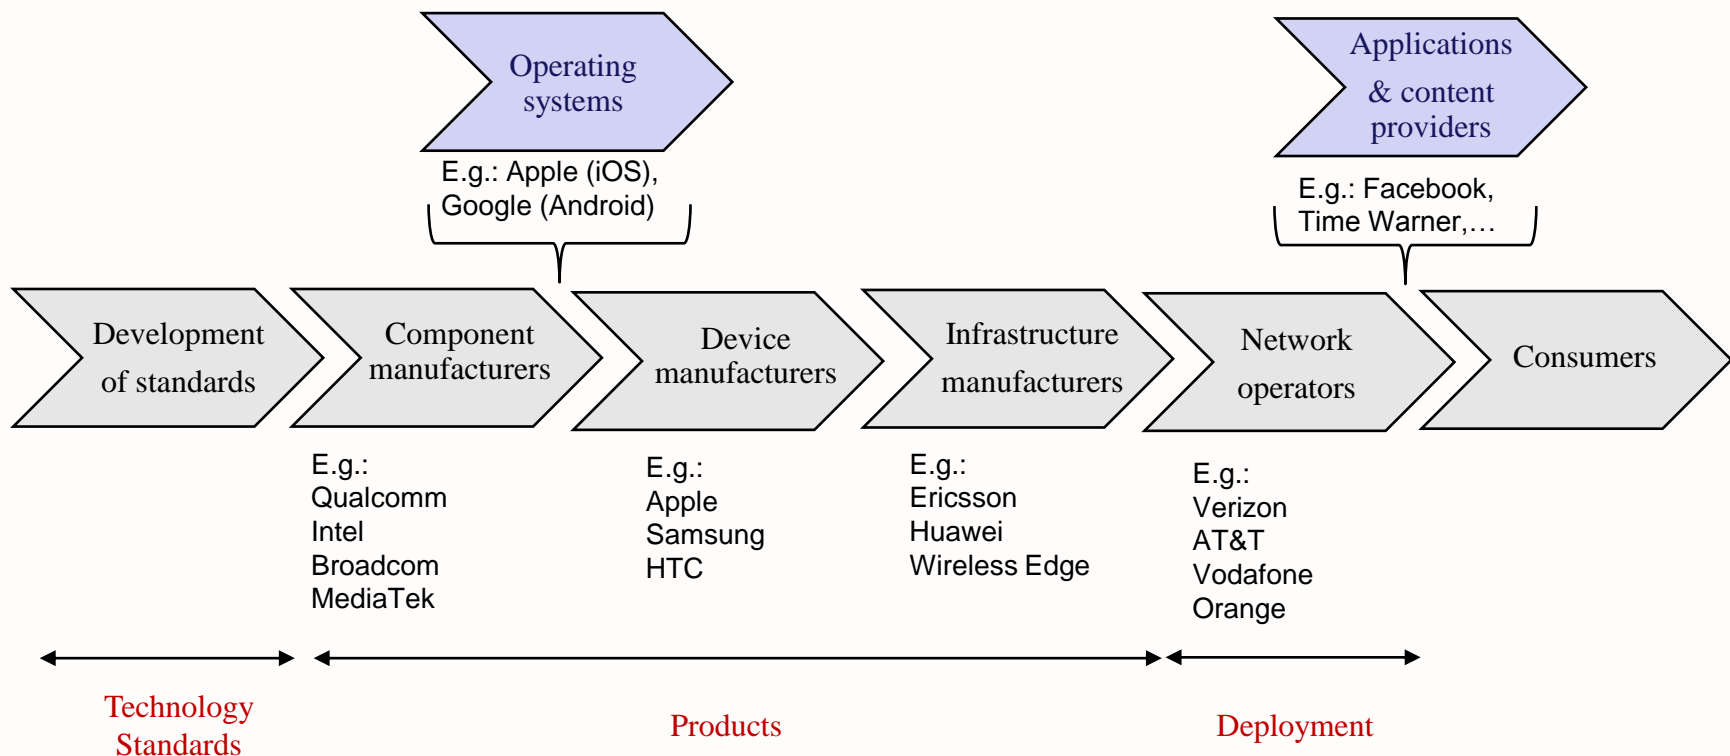 Operating
systems
E.g.: Apple (iOS),
Google (Android)
Applications
& content
providers
E.g.: Facebook,
Time Warner,…
Development
of standards
Component
manufacturers
Device
manufacturers
Infrastructure
manufacturers
Network
operators
Consumers
E.g.:
Qualcomm
Intel
Broadcom
MediaTek
E.g.:
Apple
Samsung
HTC
E.g.:
Ericsson
Huawei
Wireless Edge
E.g.:
Verizon
AT&T
Vodafone
Orange
Technology
Standards
Products
Deployment